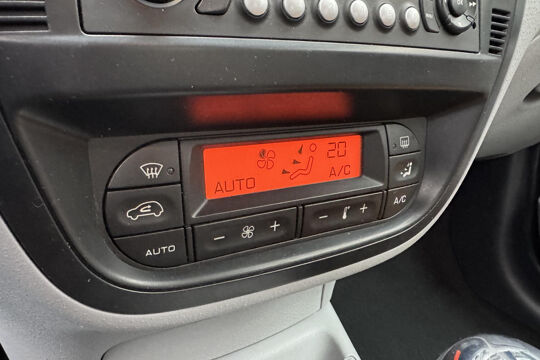 20
AUTO A/C
A/C
AUTO - + - +